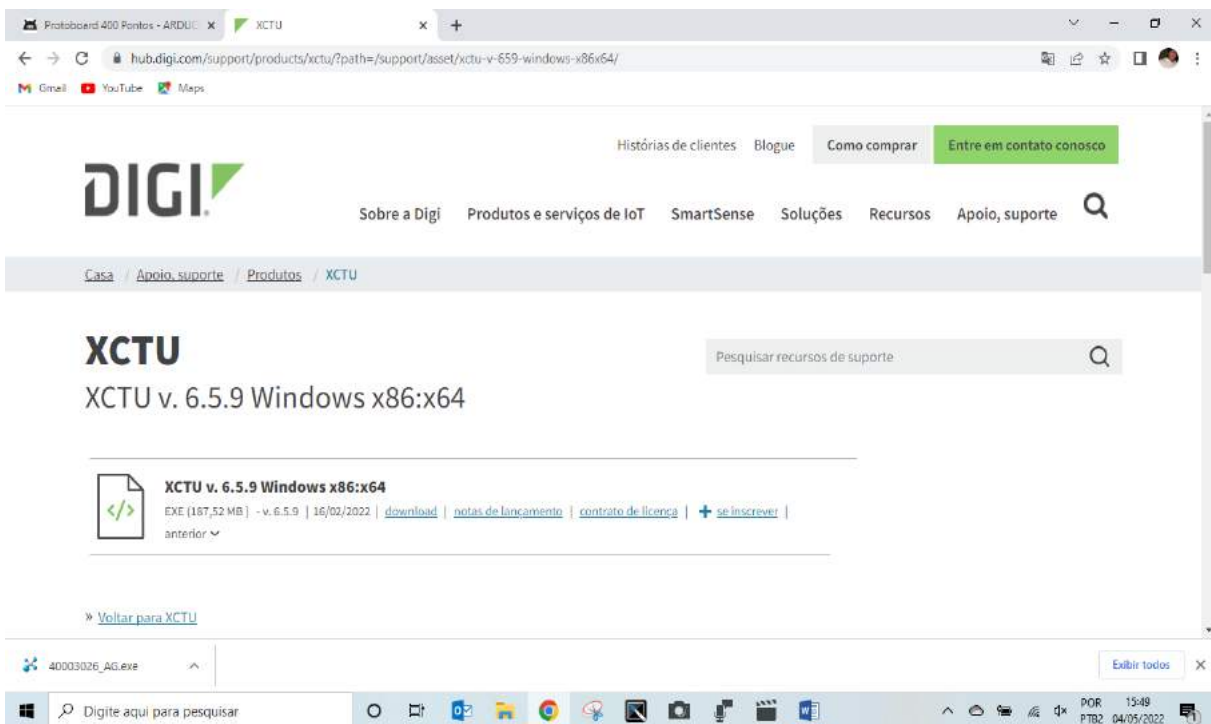 Protoboard 400 Pontos - ARDUC
XCTU
hub.digi.com/support/products/xctu/?path=/support/asset/xctu-v-659-windows-x86x64/
Gmail YouTube Maps
Histórias de clientes Blogue Como comprar Entre em contato conosco
DIGI
Sobre a Digi Produtos e serviços de IoT SmartSense Soluções Recursos Apoio, suporte
Casa / Apoio, suporte / Produtos / XCTU
XCTU
Pesquisar recursos de suporte
XCTU v. 6.5.9 Windows x86:x64
XCTU v. 6.5.9 Windows x86:x64
EXE (187,52 MB) - v. 6.5.9 | 16/02/2022 | download | notas de lançamento | contrato de licença | + se inscrever |
anterior
» Voltar para XCTU
40003026_AG.exe
Exibir todos
Digite aqui para pesquisar
POR 15:49
PTB2 04/05/2022